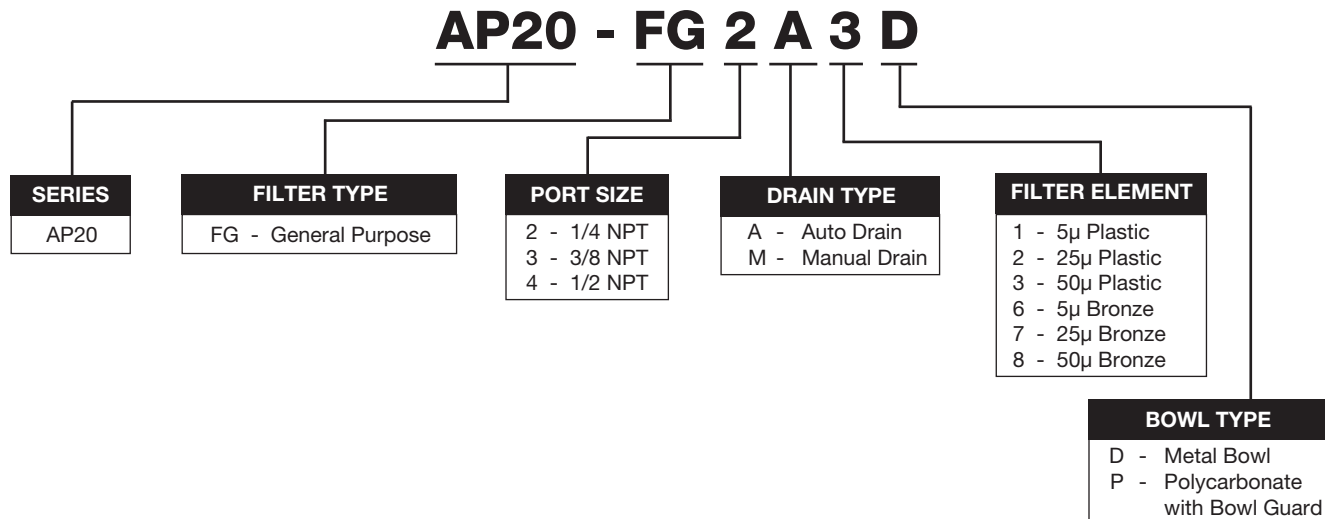 AP20 - FG 2 A 3 D
SERIES
AP20
FILTER TYPE
FG - General Purpose
PORT SIZE
2 - 1/4 NPT
3 - 3/8 NPT
4 - 1/2 NPT
DRAIN TYPE
A - Auto Drain
M - Manual Drain
FILTER ELEMENT
1 - 5µ Plastic
2 - 25µ Plastic
3 - 50µ Plastic
6 - 5µ Bronze
7 - 25µ Bronze
8 - 50µ Bronze
BOWL TYPE
D - Metal Bowl
P - Polycarbonate
with Bowl Guard